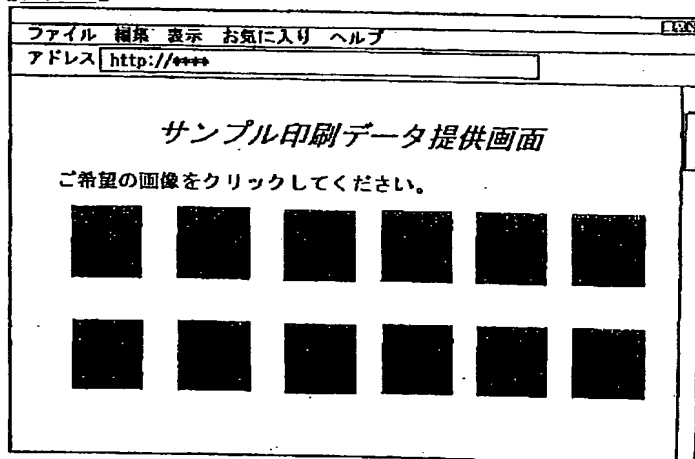 ファイル 編集 表示 お気に入り ヘルプ
アドレス http://****
サンプル印刷データ提供画面
ご希望の画像をクリックしてください。